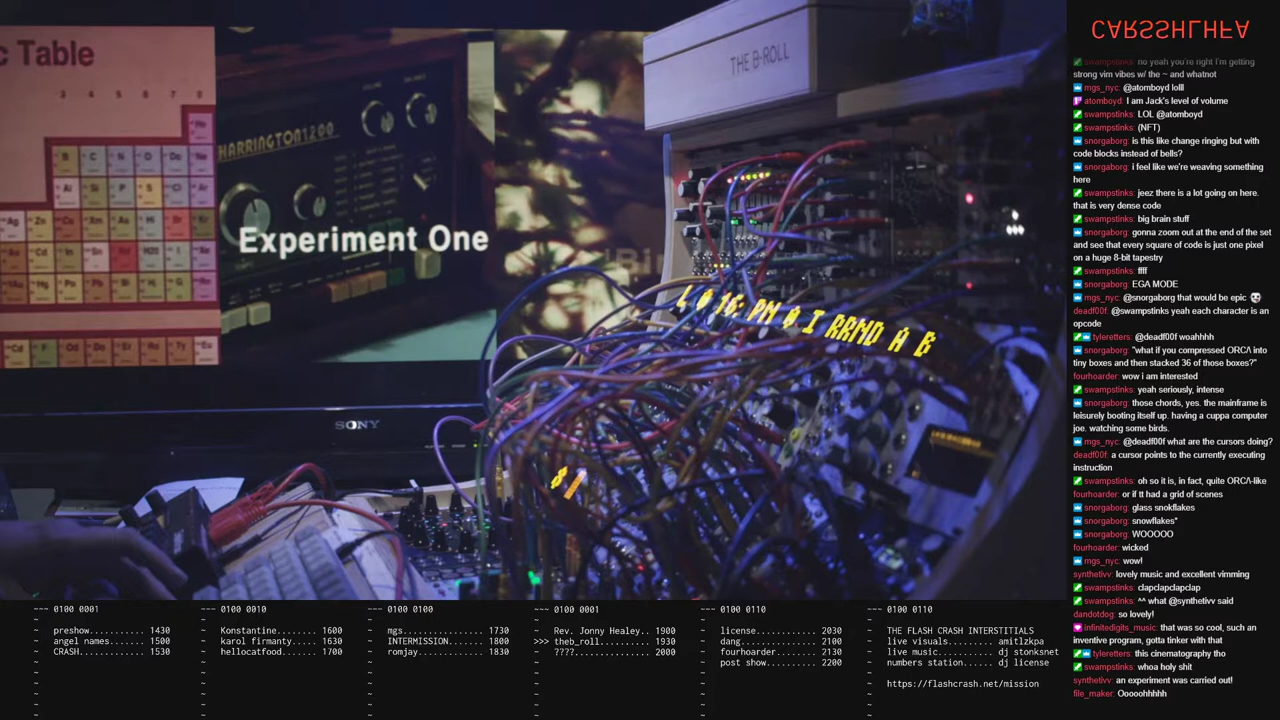 CARSSHLHFA
c Table
3 4 5 6 7 8
HARRINGTON1200
THE B-ROLL
Experiment One
L # 16: PM # I RRMD A B
# I
SONY
swampstinks: no yeah you're right I'm getting
strong vim vibes w/ the ~ and whatnot
mgs_nyc: @atomboyd lolll
atomboyd: I am Jack's level of volume
swampstinks: LOL @atomboyd
swampstinks: (NFT)
snorgaborg: is this like change ringing but with
code blocks instead of bells?
snorgaborg: i feel like we're weaving something
here
swampstinks: jeez there is a lot going on here.
that is very dense code
swampstinks: big brain stuff
snorgaborg: gonna zoom out at the end of the set
and see that every square of code is just one pixel
on a huge 8-bit tapestry
swampstinks: ffff
snorgaborg: EGA MODE
mgs_nyc: @snorgaborg that would be epic
deadf00f: @swampstinks yeah each character is an
opcode
tyleretters: @deadf00f woahhhh
snorgaborg: "what if you compressed ORCΛ into
tiny boxes and then stacked 36 of those boxes?"
fourhoarder: wow i am interested
swampstinks: yeah seriously, intense
snorgaborg: those chords, yes. the mainframe is
leisurely booting itself up. having a cuppa computer
joe. watching some birds.
mgs_nyc: @deadf00f what are the cursors doing?
deadf00f: a cursor points to the currently executing
instruction
swampstinks: oh so it is, in fact, quite ORCΛ-like
fourhoarder: or if tt had a grid of scenes
snorgaborg: glass snokflakes
snorgaborg: snowflakes*
snorgaborg: WOOOOO
fourhoarder: wicked
mgs_nyc: wow!
synthetivv: lovely music and excellent vimming
swampstinks: clapclapclapclap
swampstinks: ^^ what @synthetivv said
dandotdog: so lovely!
infinitedigits_music: that was so cool, such an
inventive program, gotta tinker with that
tyleretters: this cinematography tho
swampstinks: whoa holy shit
synthetivv: an experiment was carried out!
file_maker: Ooooohhhhh
~~~ 0100 0001
preshow........... 1430
angel names....... 1500
CRASH............. 1530
~~~ 0100 0010
Konstantine....... 1600
karol firmanty.... 1630
hellocatfood...... 1700
~~~ 0100 0100
mgs............... 1730
INTERMISSION...... 1800
romjay............ 1830
~~~ 0100 0001
Rev. Jonny Healey.. 1900
>>> theb_roll.......... 1930
????............... 2000
~~~ 0100 0110
license........... 2030
dang.............. 2100
fourhoarder....... 2130
post show......... 2200
~~~ 0100 0110
THE FLASH CRASH INTERSTITIALS
live visuals...... amitlzkpa
live music........ dj stonksnet
numbers station... dj license
https://flashcrash.net/mission